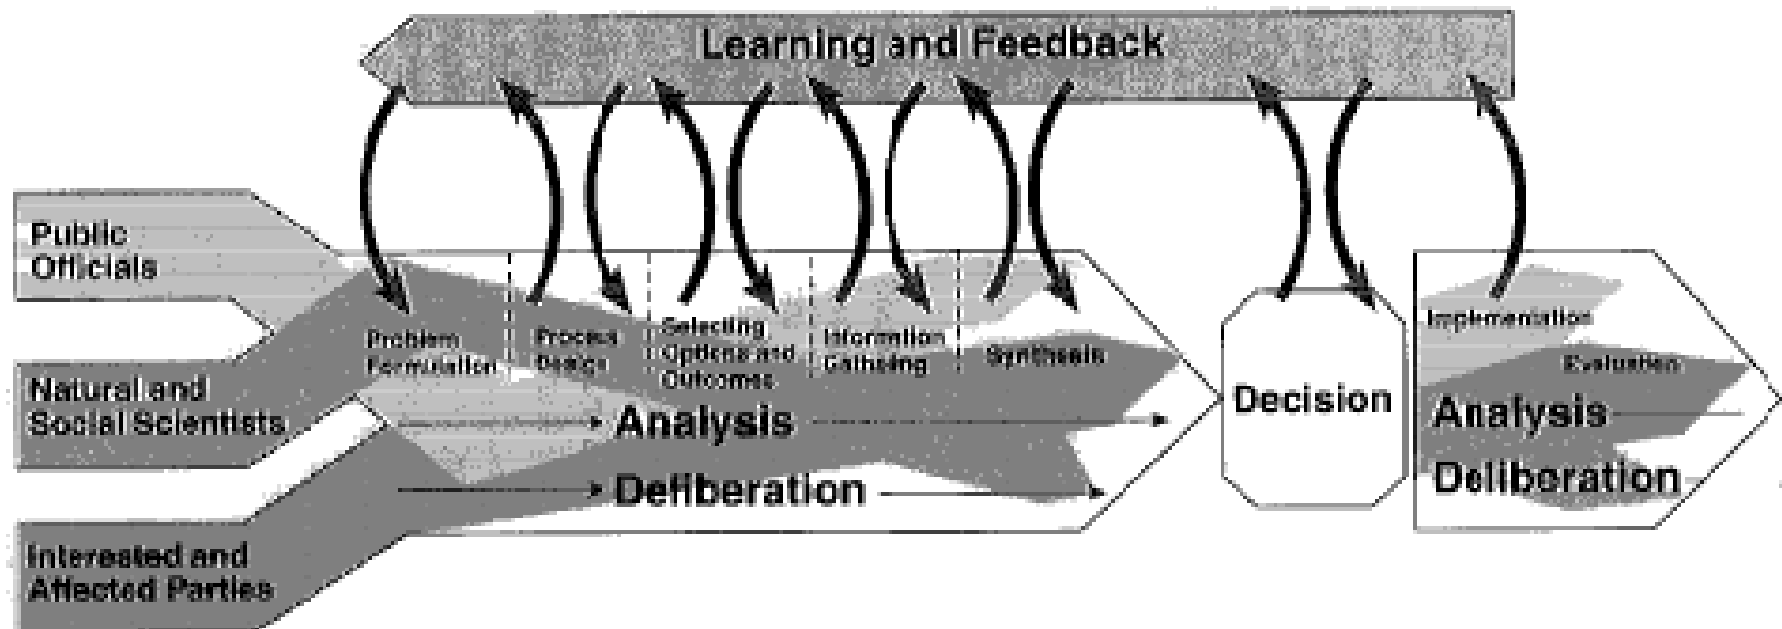 Learning and Feedback
Public
Officials
Natural and
Social Scientists
Interested and
Affected Parties
Problem
Formulation
Process
Design
Selecting
Options and
Outcomes
Information
Gathering
Synthesis
Analysis
Deliberation
Decision
Implementation
Evaluation
Analysis
Deliberation